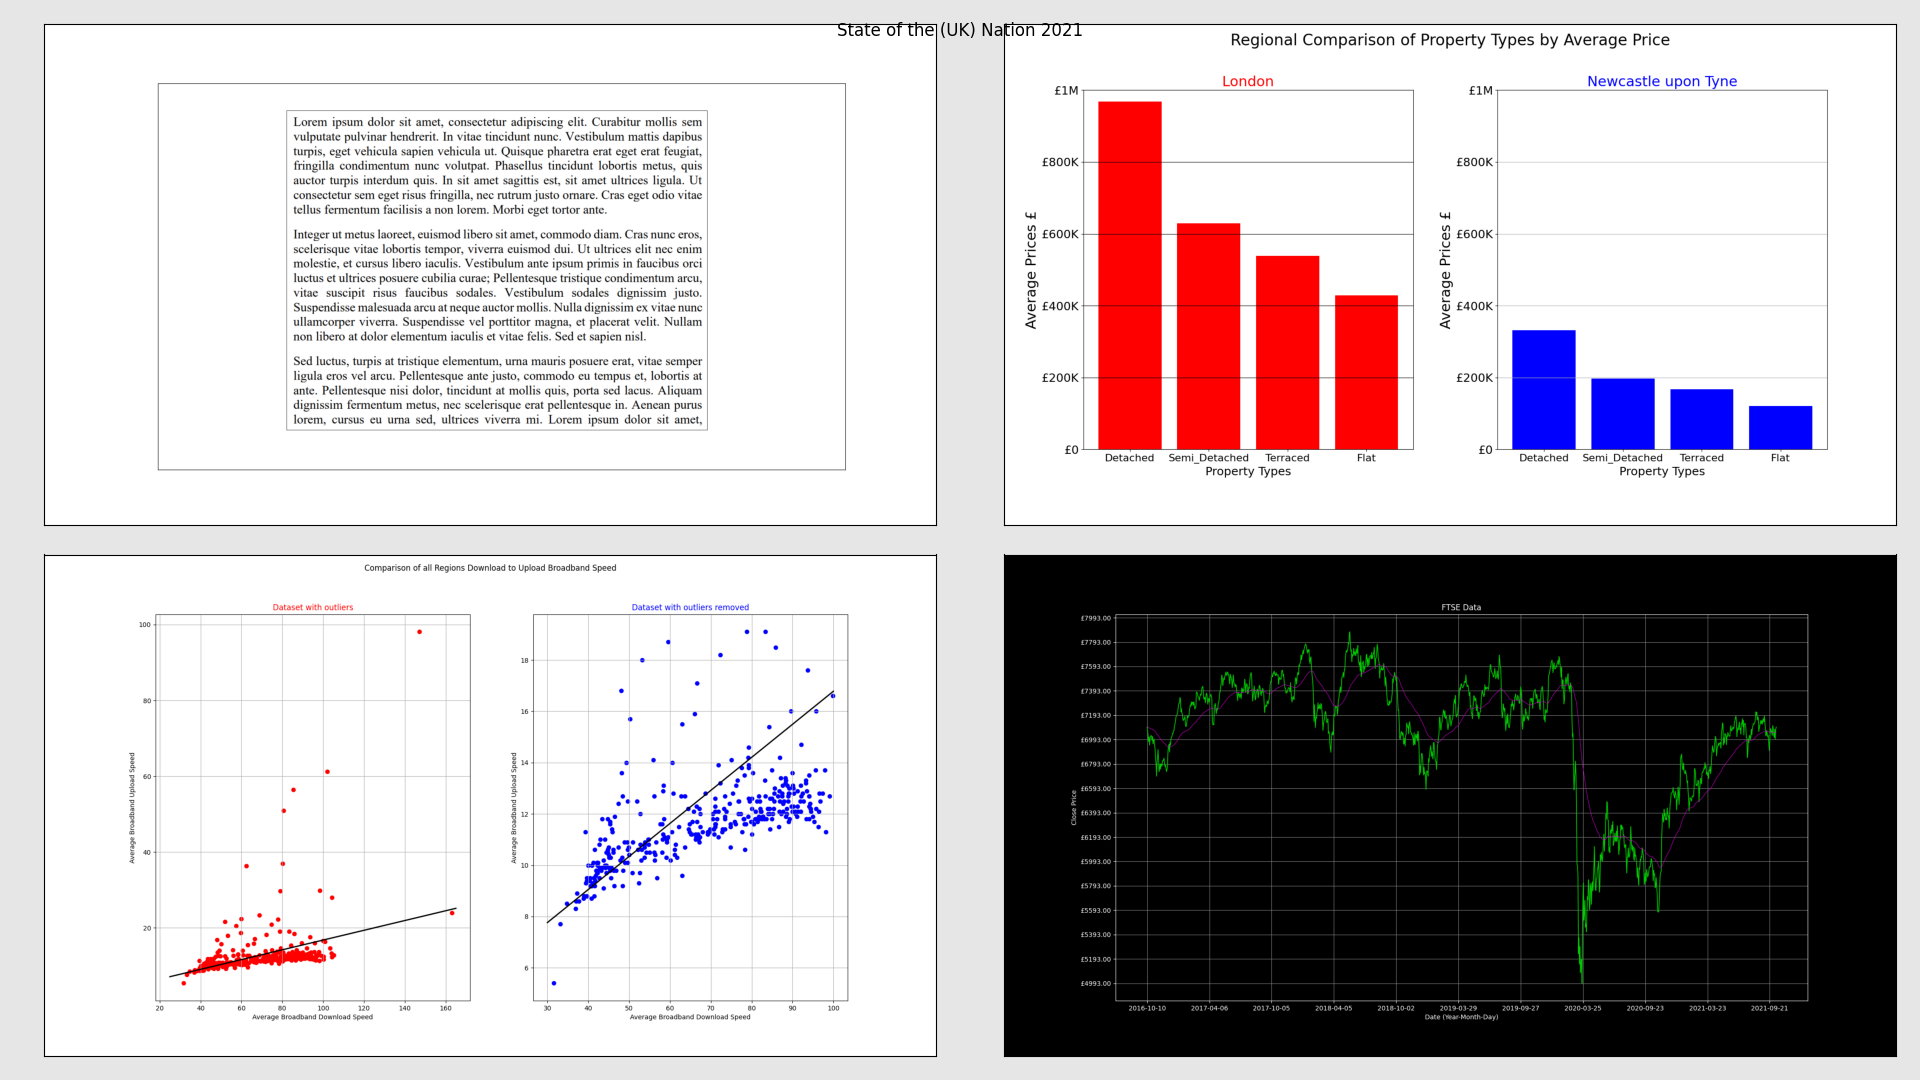 State of the (UK) Nation 2021
Lorem ipsum dolor sit amet, consectetur adipiscing elit. Curabitur mollis sem
vulputate pulvinar hendrerit. In vitae tincidunt nunc. Vestibulum mattis dapibus
turpis, eget vehicula sapien vehicula ut. Quisque pharetra erat eget erat feugiat,
fringilla condimentum nunc volutpat. Phasellus tincidunt lobortis metus, quis
auctor turpis interdum quis. In sit amet sagittis est, sit amet ultrices ligula. Ut
consectetur sem eget risus fringilla, nec rutrum justo ornare. Cras eget odio vitae
tellus fermentum facilisis a non lorem. Morbi eget tortor ante.
Integer ut metus laoreet, euismod libero sit amet, commodo diam. Cras nunc eros,
scelerisque vitae lobortis tempor, viverra euismod dui. Ut ultrices elit nec enim
molestie, et cursus libero iaculis. Vestibulum ante ipsum primis in faucibus orci
luctus et ultrices posuere cubilia curae; Pellentesque tristique condimentum arcu,
vitae suscipit risus faucibus sodales. Vestibulum sodales dignissim justo.
Suspendisse malesuada arcu at neque auctor mollis. Nulla dignissim ex vitae nunc
ullamcorper viverra. Suspendisse vel porttitor magna, et placerat velit. Nullam
non libero at dolor elementum iaculis et vitae felis. Sed et sapien nisl.
Sed luctus, turpis at tristique elementum, urna mauris posuere erat, vitae semper
ligula eros vel arcu. Pellentesque ante justo, commodo eu tempus et, lobortis at
ante. Pellentesque nisi dolor, tincidunt at mollis quis, porta sed lacus. Aliquam
dignissim fermentum metus, nec scelerisque erat pellentesque in. Aenean purus
lorem, cursus eu urna sed, ultrices viverra mi. Lorem ipsum dolor sit amet,
Regional Comparison of Property Types by Average Price
London
£1M
£800K
£600K
£400K
£200K
£0
Average Prices £
Detached Semi_Detached Terraced Flat
Property Types
Newcastle upon Tyne
£1M
£800K
£600K
£400K
£200K
£0
Average Prices £
Detached Semi_Detached Terraced Flat
Property Types
Comparison of all Regions Download to Upload Broadband Speed
Dataset with outliers
100
80
60
40
20
Average Broadband Upload Speed
20 40 60 80 100 120 140 160
Average Broadband Download Speed
Dataset with outliers removed
18
16
14
12
10
8
6
Average Broadband Upload Speed
30 40 50 60 70 80 90 100
Average Broadband Download Speed
FTSE Data
£7993.00
£7793.00
£7593.00
£7393.00
£7193.00
£6993.00
£6793.00
£6593.00
£6393.00
£6193.00
£5993.00
£5793.00
£5593.00
£5393.00
£5193.00
£4993.00
Close Price
2016-10-10 2017-04-06 2017-10-05 2018-04-05 2018-10-02 2019-03-29 2019-09-27 2020-03-25 2020-09-23 2021-03-23 2021-09-21
Date (Year-Month-Day)